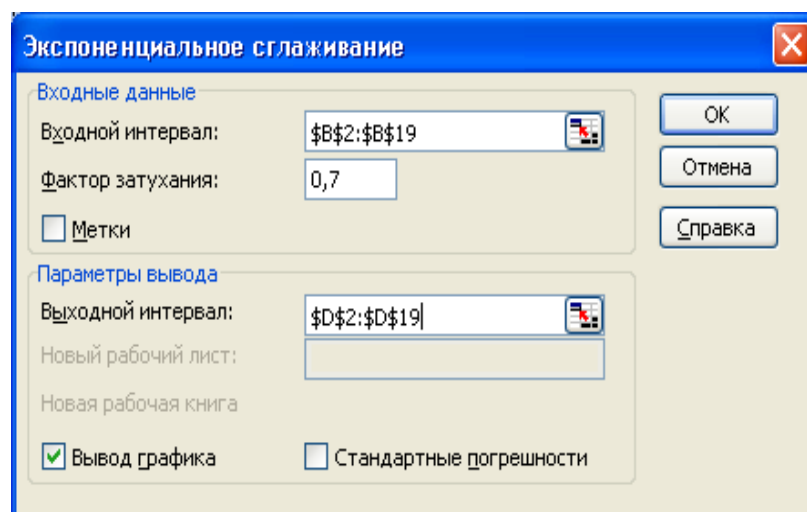 Экспоненциальное сглаживание
Входные данные
Входной интервал: $B$2:$B$19
Фактор затухания: 0,7
Метки
ОК
Отмена
Справка
Параметры вывода
Выходной интервал: $D$2:$D$19
Новый рабочий лист:
Новая рабочая книга
Вывод графика Стандартные погрешности